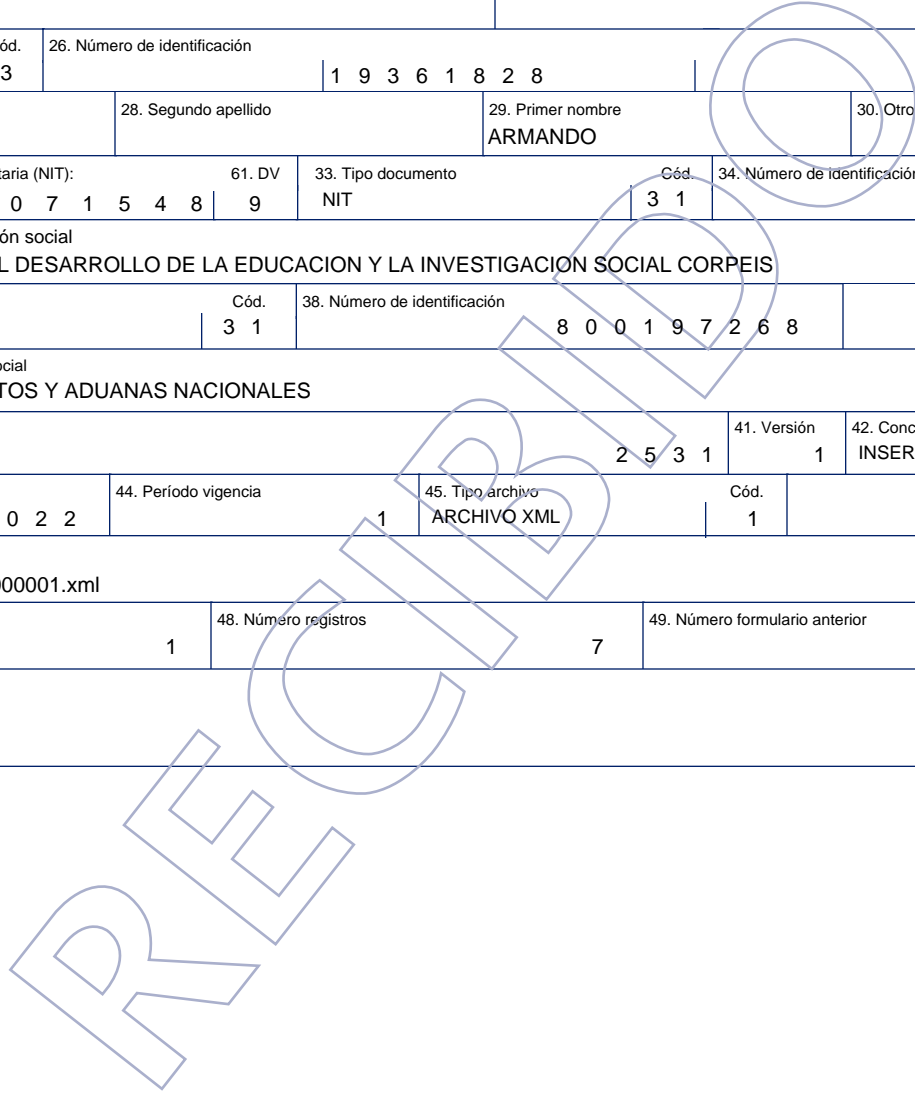 ód. 26. Número de identificación
3 1 9 3 6 1 8 2 8
28. Segundo apellido 29. Primer nombre 30. Otro
ARMANDO
taria (NIT): 61. DV 33. Tipo documento Cód. 34. Número de identificación
0 7 1 5 4 8 9 NIT 3 1
ón social
L DESARROLLO DE LA EDUCACION Y LA INVESTIGACION SOCIAL CORPEIS
Cód. 38. Número de identificación
3 1 8 0 0 1 9 7 2 6 8
ocial
TOS Y ADUANAS NACIONALES
41. Versión 42. Conc
2 5 3 1 1 INSER
44. Período vigencia 45. Tipo archivo Cód.
0 2 2 1 ARCHIVO XML 1
000001.xml
48. Número registros 49. Número formulario anterior
1 7
RECIBIDO